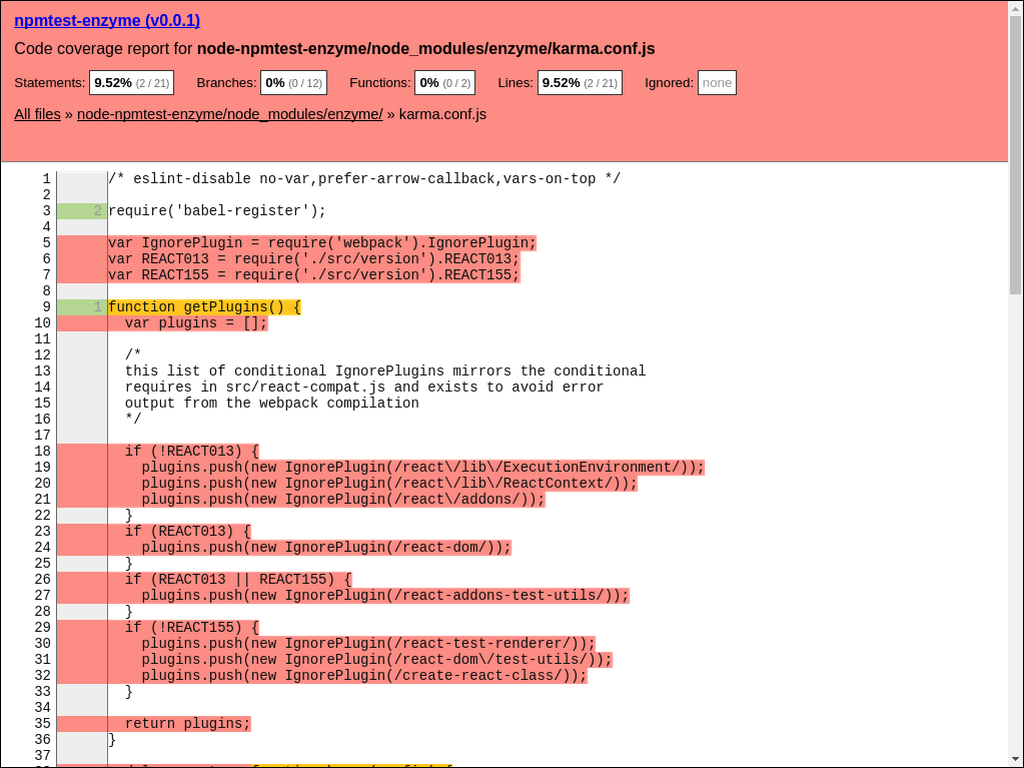 npmtest-enzyme (v0.0.1)
Code coverage report for node-npmtest-enzyme/node_modules/enzyme/karma.conf.js
Statements: 9.52% (2 / 21) Branches: 0% (0 / 12) Functions: 0% (0 / 2) Lines: 9.52% (2 / 21) Ignored: none
All files » node-npmtest-enzyme/node_modules/enzyme/ » karma.conf.js
1 /* eslint-disable no-var,prefer-arrow-callback,vars-on-top */
2
3 2 require('babel-register');
4
5 var IgnorePlugin = require('webpack').IgnorePlugin;
6 var REACT013 = require('./src/version').REACT013;
7 var REACT155 = require('./src/version').REACT155;
8
9 1 function getPlugins() {
10 var plugins = [];
11
12 /*
13 this list of conditional IgnorePlugins mirrors the conditional
14 requires in src/react-compat.js and exists to avoid error
15 output from the webpack compilation
16 */
17
18 if (!REACT013) {
19 plugins.push(new IgnorePlugin(/react\/lib\/ExecutionEnvironment/));
20 plugins.push(new IgnorePlugin(/react\/lib\/ReactContext/));
21 plugins.push(new IgnorePlugin(/react\/addons/));
22 }
23 if (REACT013) {
24 plugins.push(new IgnorePlugin(/react-dom/));
25 }
26 if (REACT013 || REACT155) {
27 plugins.push(new IgnorePlugin(/react-addons-test-utils/));
28 }
29 if (!REACT155) {
30 plugins.push(new IgnorePlugin(/react-test-renderer/));
31 plugins.push(new IgnorePlugin(/react-dom\/test-utils/));
32 plugins.push(new IgnorePlugin(/create-react-class/));
33 }
34
35 return plugins;
36 }
37